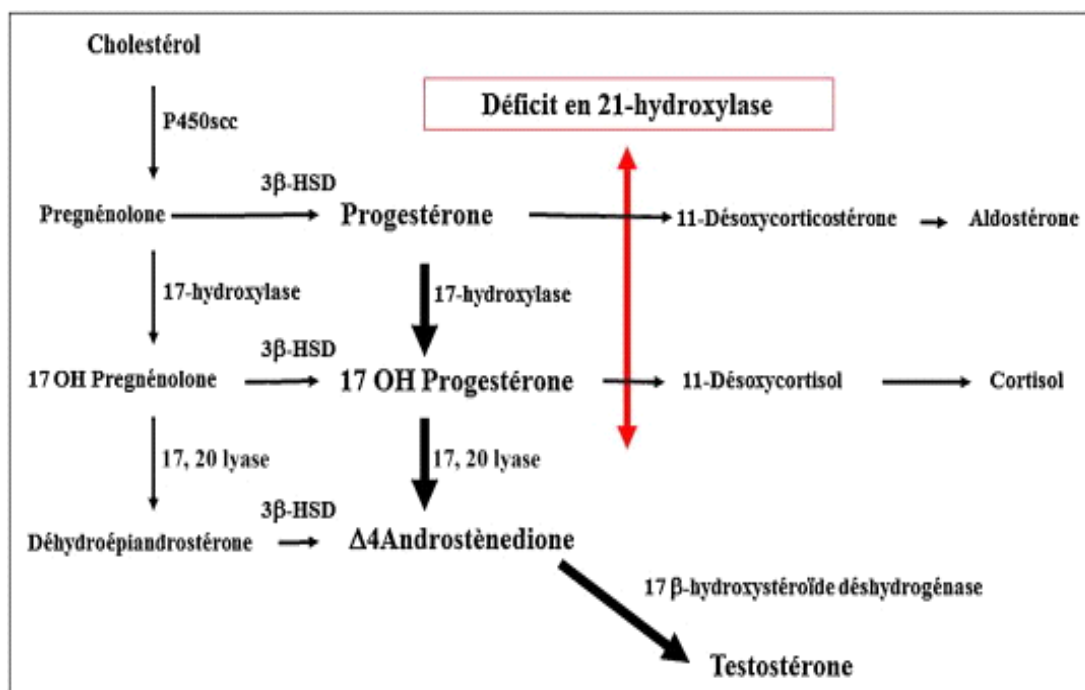 Cholestérol
P450scc
Déficit en 21-hydroxylase
3β-HSD
Pregnénolone
Progestérone
11-Désoxycorticostérone
Aldostérone
17-hydroxylase
17-hydroxylase
3β-HSD
17 OH Pregnénolone
17 OH Progestérone
11-Désoxycortisol
Cortisol
17, 20 lyase
17, 20 lyase
3β-HSD
Déhydroépiandrostérone
Δ4Androstènedione
17 β-hydroxystéroïde déshydrogénase
Testostérone